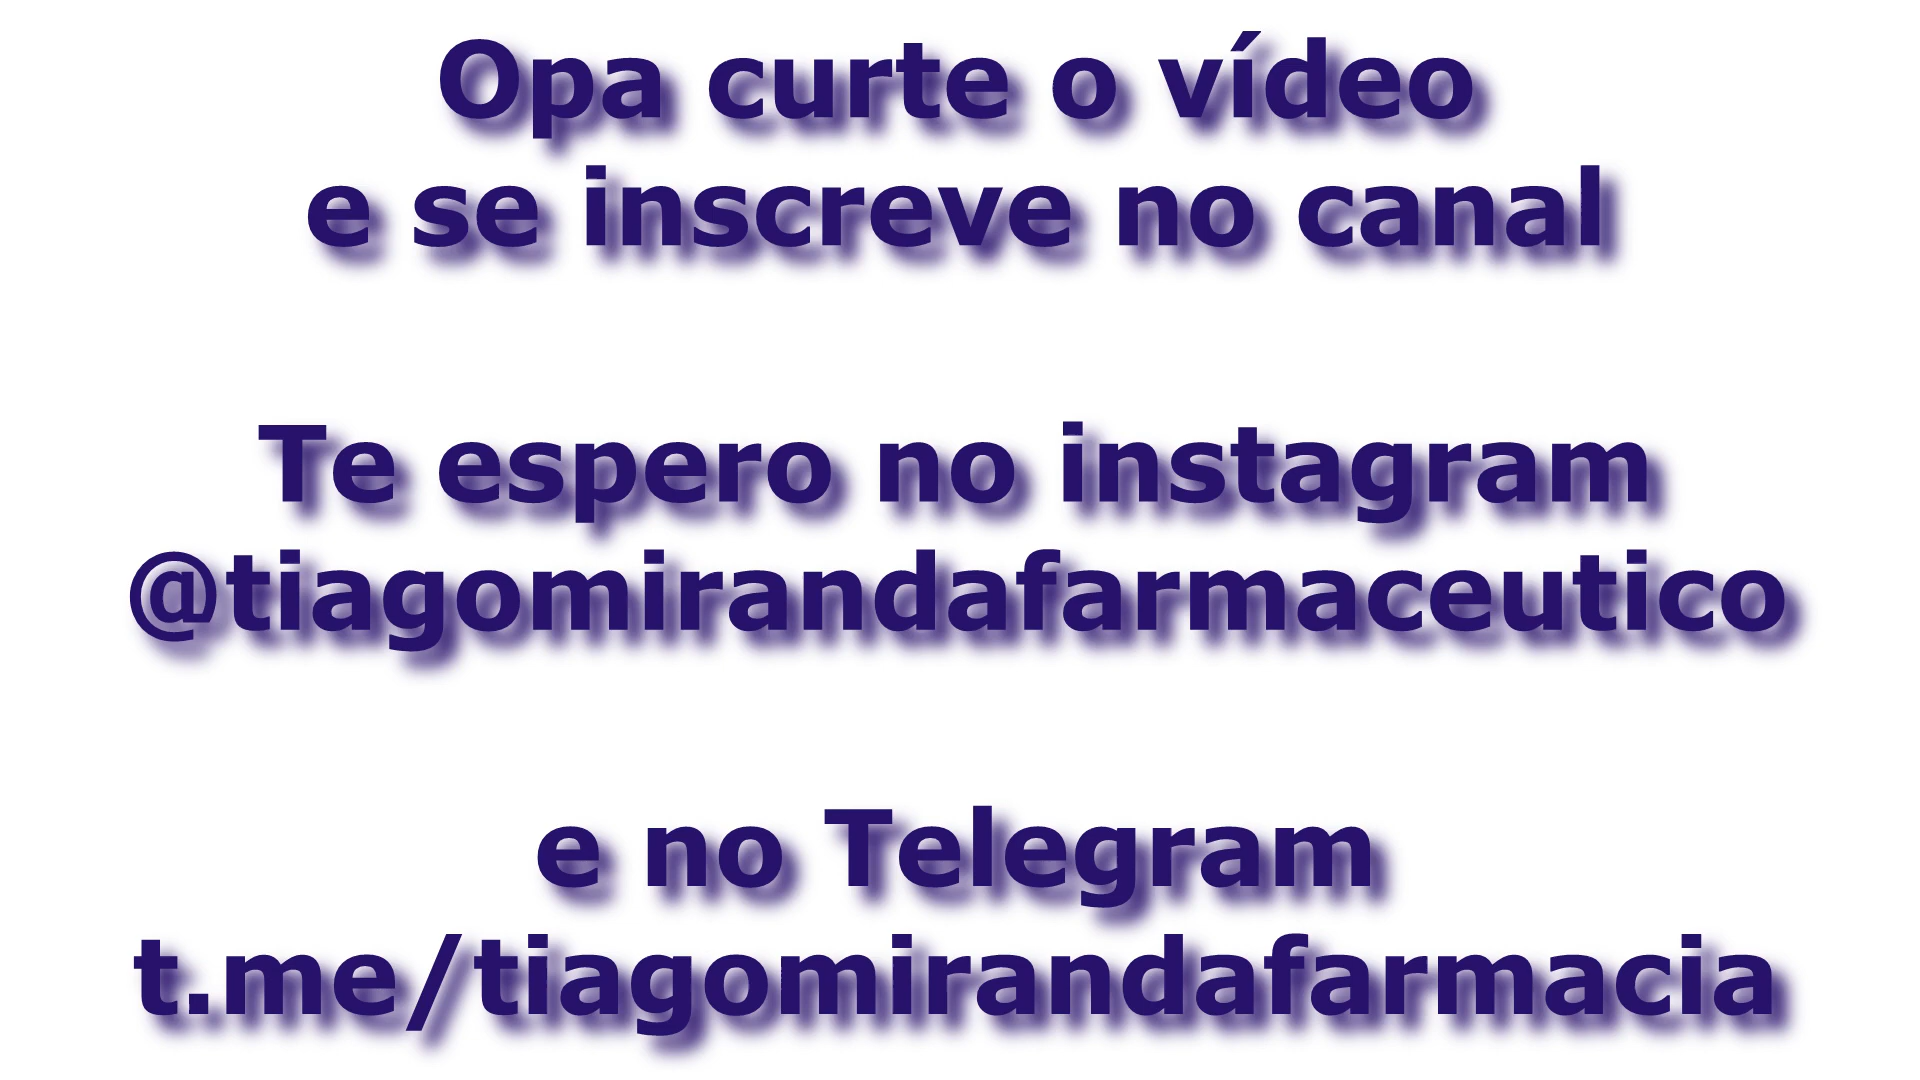 Opa curte o vídeo
e se inscreve no canal
Te espero no instagram
@tiagomirandafarmaceutico
e no Telegram
t.me/tiagomirandafarmacia